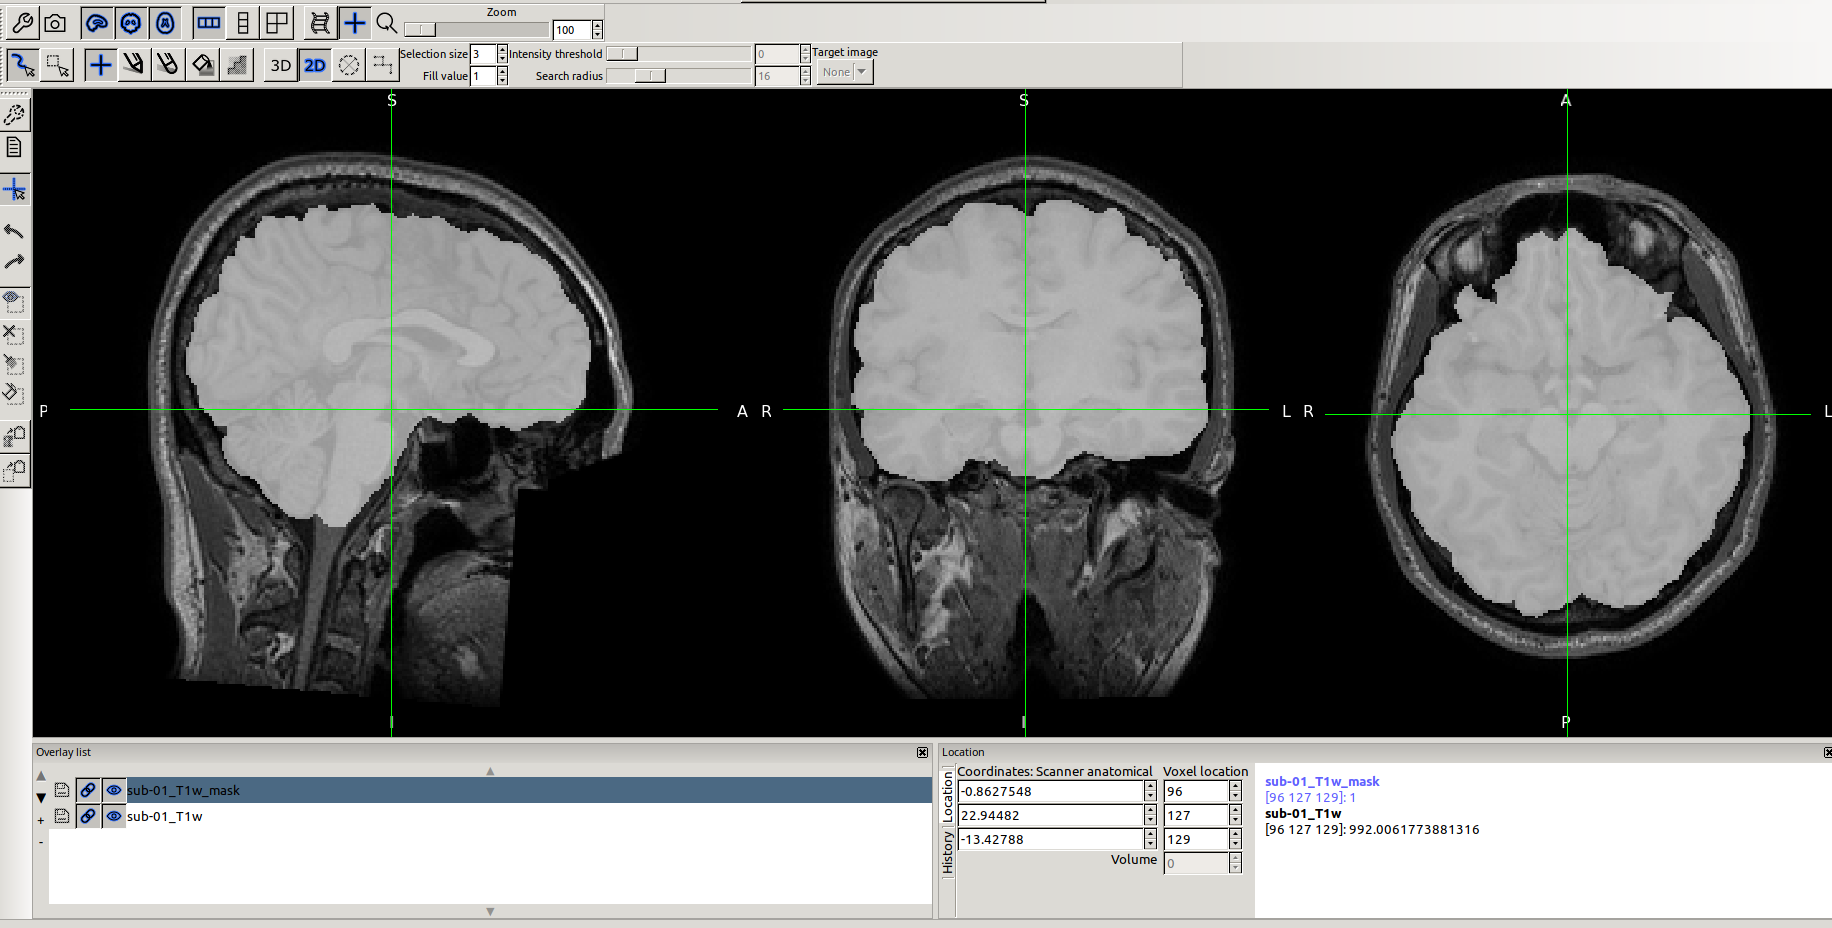 Zoom
100
Selection size 3 Intensity threshold 0 Target image
Fill value 1 Search radius 16 None
3D 2D
S S A
P A R L R L
I I P
Overlay list
sub-01_T1w_mask
sub-01_T1w
+
-
Location
Location
History
Coordinates: Scanner anatomical Voxel location
-0.8627548 96
22.94482 127
-13.42788 129
Volume 0
sub-01_T1w_mask
[96 127 129]: 1
sub-01_T1w
[96 127 129]: 992.0061773881316